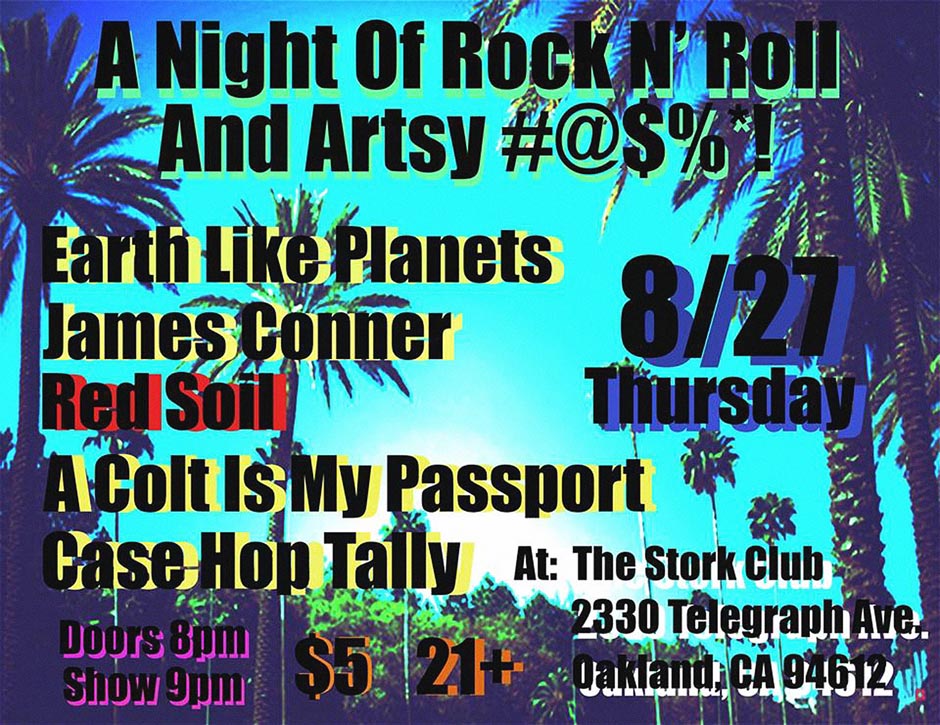 A Night Of Rock N' Roll
And Artsy #@$%*!
Earth Like Planets
James Conner
Red Soil
A Colt Is My Passport
Case Hop Tally
8/27
Thursday
At: The Stork Club
2330 Telegraph Ave.
Oakland, CA 94612
Doors 8pm
Show 9pm
$5 21+